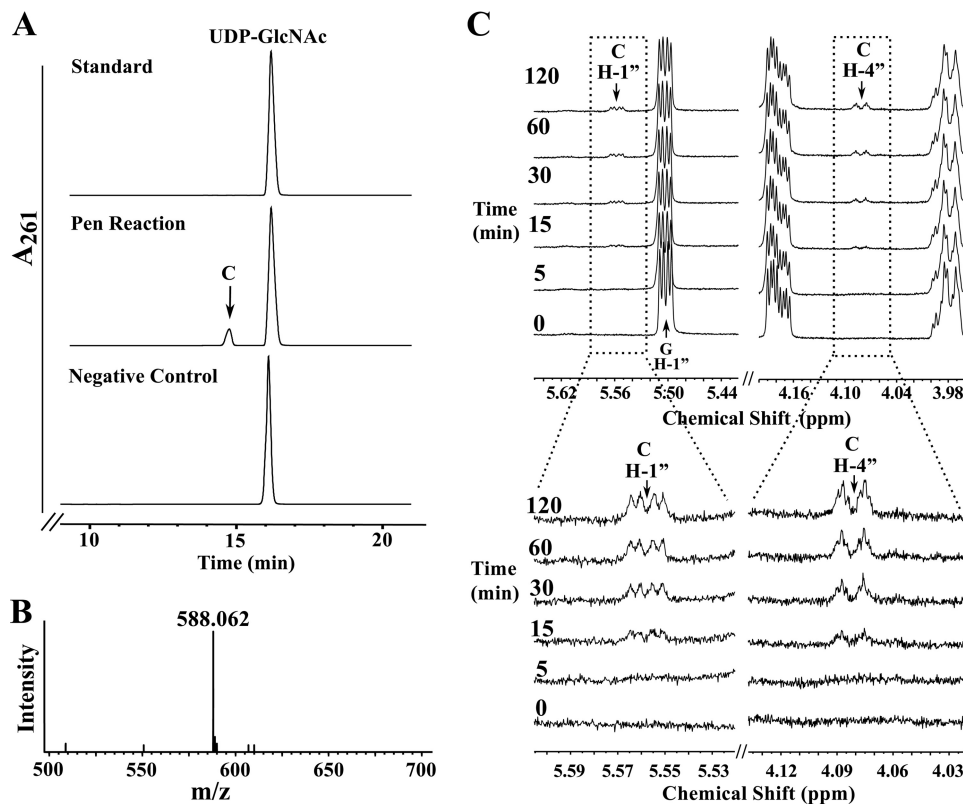 A
UDP-GlcNAc
Standard
Pen Reaction
C
Negative Control
A261
10 15 20
Time (min)
B
588.062
Intensity
500 550 600 650 700
m/z
C
C
H-1”
C
H-4”
120
60
30
15
5
0
Time
(min)
G
H-1”
5.62 5.56 5.50 5.44 4.16 4.10 4.04 3.98
Chemical Shift (ppm)
C
H-1”
C
H-4”
120
60
30
15
5
0
Time
(min)
5.59 5.57 5.55 5.53 4.12 4.09 4.06 4.03
Chemical Shift (ppm)